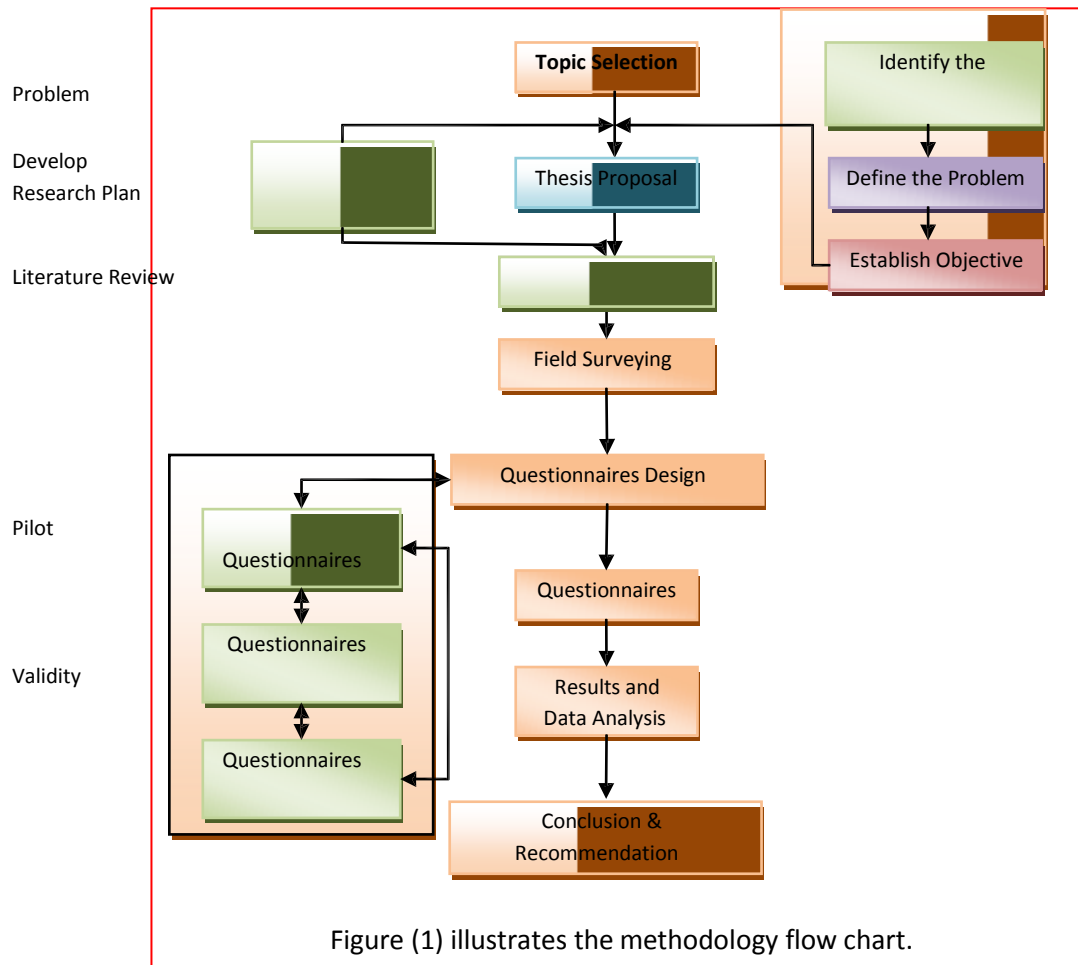 Topic Selection
Identify the
Problem
Develop
Research Plan
Thesis Proposal
Define the Problem
Literature Review
Establish Objective
Field Surveying
Questionnaires Design
Pilot
Questionnaires
Questionnaires
Questionnaires
Validity
Results and
Data Analysis
Questionnaires
Conclusion &
Recommendation
Figure (1) illustrates the methodology flow chart.